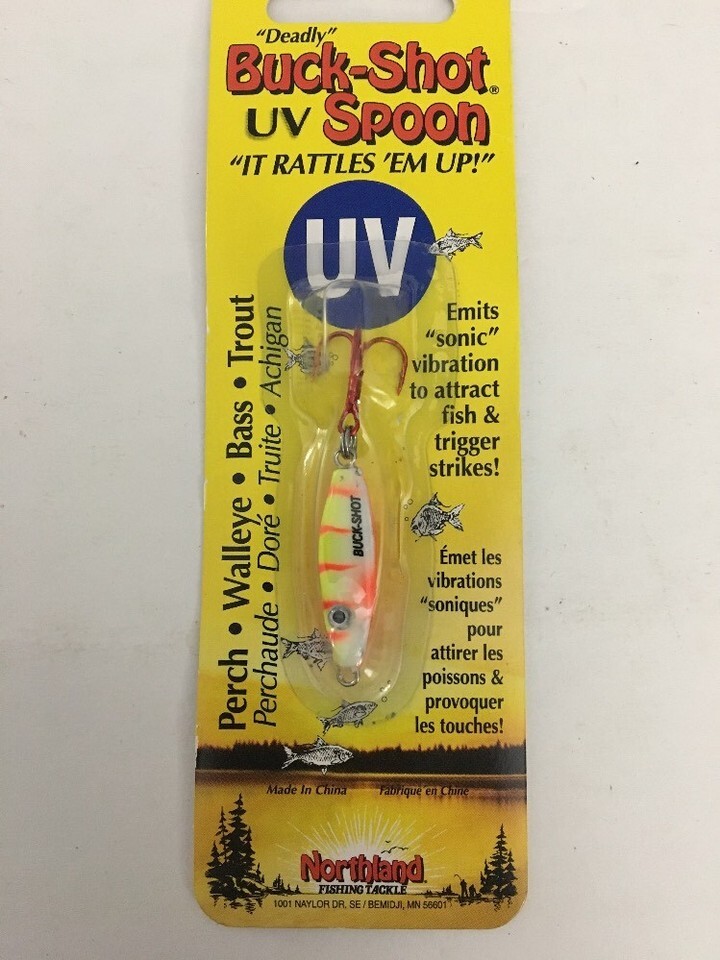 "Deadly"
Buck-Shot®
UV Spoon
"IT RATTLES 'EM UP!"
UV
Emits
"sonic"
vibration
to attract
fish &
trigger
strikes!
Perch • Walleye • Bass • Trout
Perchaude • Doré • Truite • Achigan
BUCK-SHOT
Émet les
vibrations
"soniques"
pour
attirer les
poissons &
provoquer
les touches!
Made In China
Fabriqué en Chine
Northland
FISHING TACKLE
1001 NAYLOR DR. SE / BEMIDJI, MN 56601